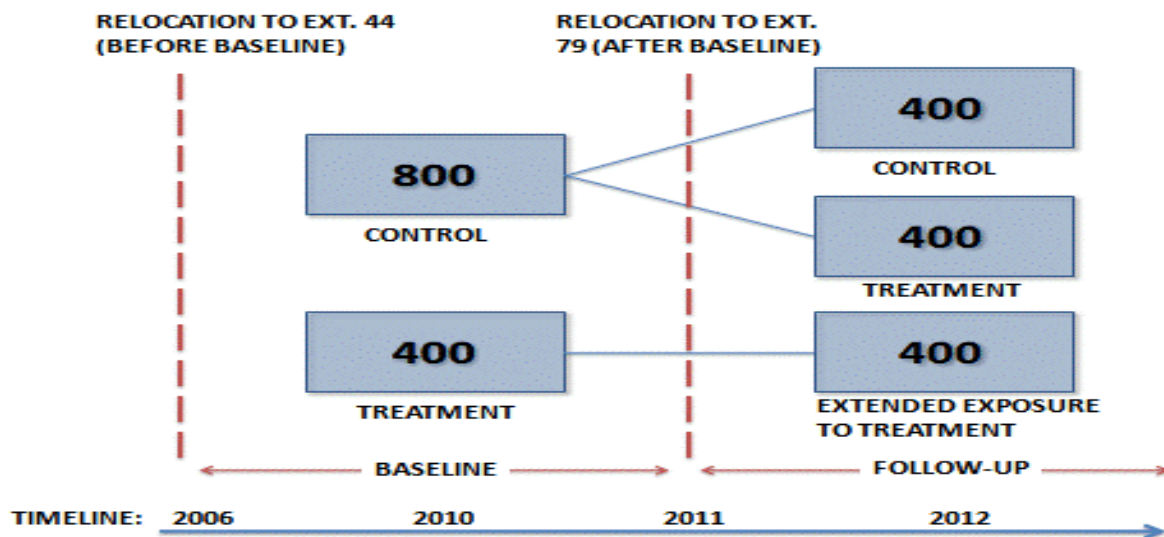 RELOCATION TO EXT. 44
(BEFORE BASELINE)
RELOCATION TO EXT.
79 (AFTER BASELINE)
800
CONTROL
400
TREATMENT
400
CONTROL
400
TREATMENT
400
EXTENDED EXPOSURE
TO TREATMENT
BASELINE
FOLLOW-UP
TIMELINE: 2006 2010 2011 2012